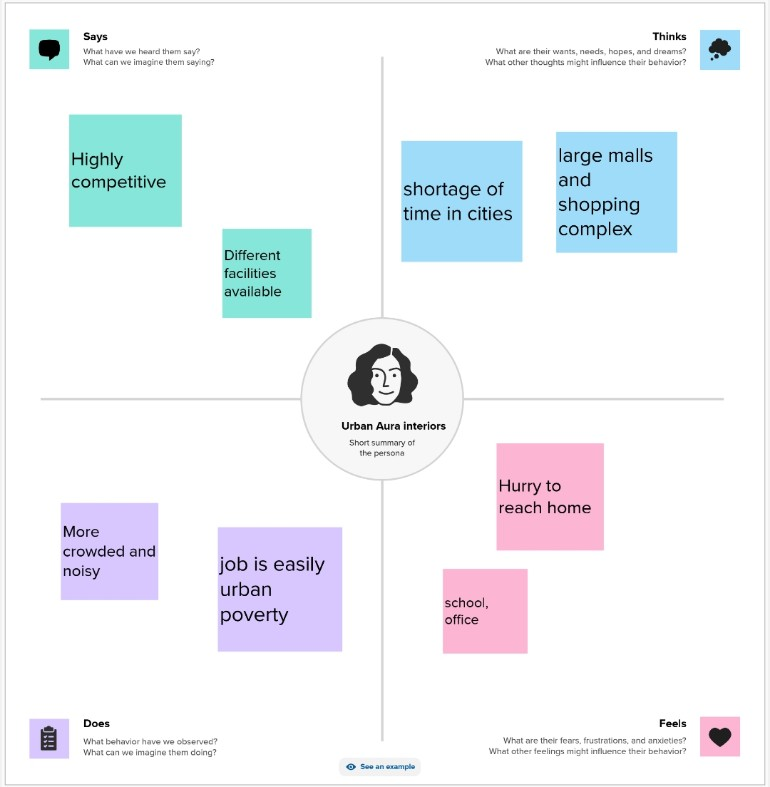 Says
What have we heard them say?
What can we imagine them saying?
Thinks
What are their wants, needs, hopes, and dreams?
What other thoughts might influence their behavior?
Highly
competitive
Different
facilities
available
shortage of
time in cities
large malls
and
shopping
complex
Urban Aura interiors
Short summary of
the persona
More
crowded and
noisy
job is easily
urban
poverty
Hurry to
reach home
school,
office
Does
What behavior have we observed?
What can we imagine them doing?
Feels
What are their fears, frustrations, and anxieties?
What other feelings might influence their behavior?
See an example